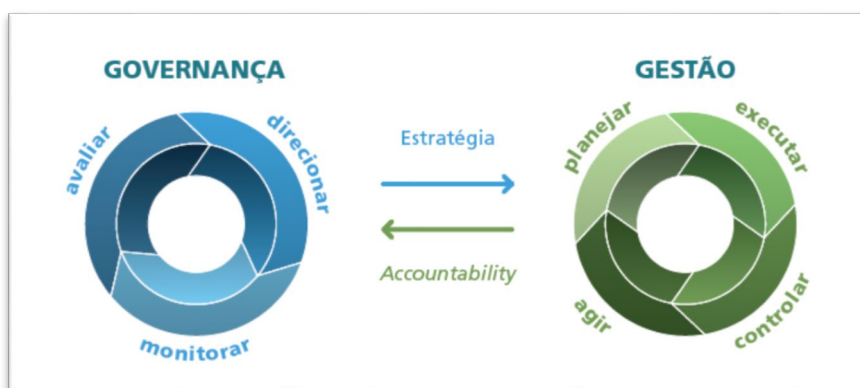 GOVERNANÇA
avaliar
direcionar
monitorar
Estratégia
Accountability
GESTÃO
planejar
executar
controlar
agir